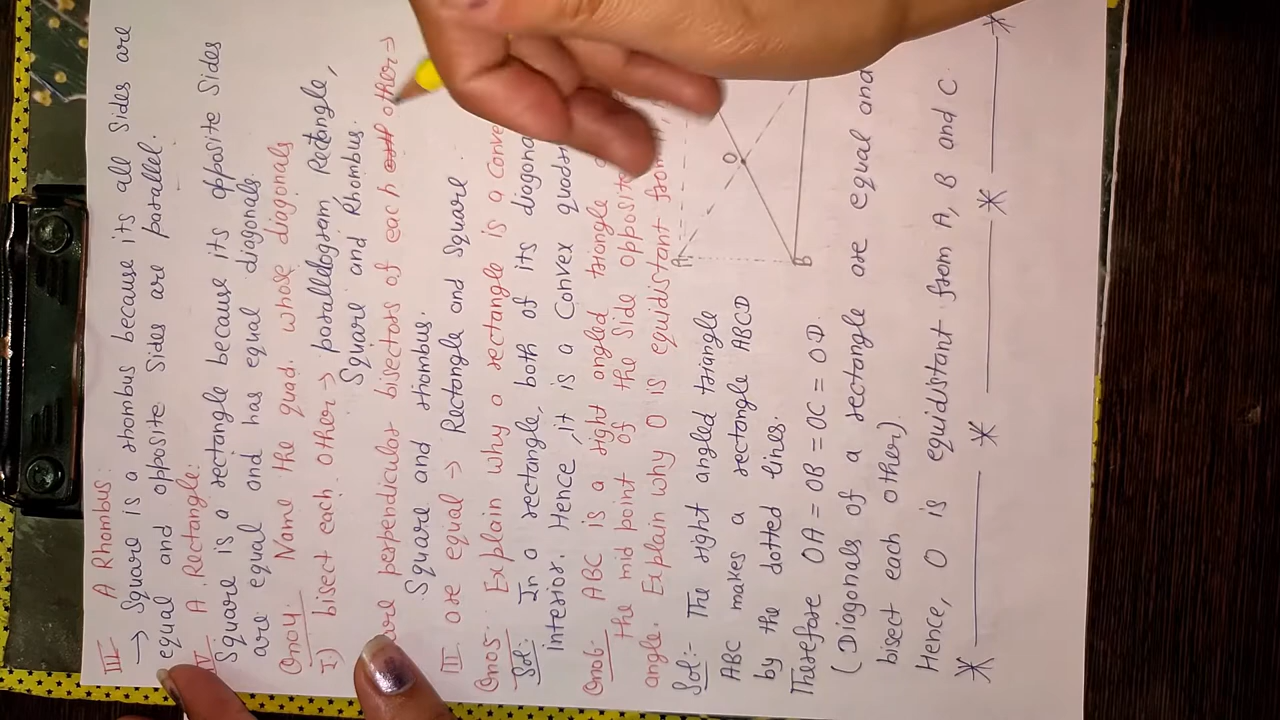 III A Rhombus:
→ Square is a rhombus because its all Sides are
equal and opposite Sides are parallel.
IV A Rectangle:
Square is a rectangle because its opposite Sides
are equal and has equal diagonals.
Qno4: Name the quad. whose diagonals
I) bisect each other → parallelogram Rectangle,
Square and Rhombus.
are perpendicular bisectors of each other →
Square and rhombus.
III are equal → Rectangle and Square
Qno5: Explain why a rectangle is a Conve
Sol: In a rectangle, both of its diagona
interior. Hence, it is a Convex quadr
Qno6: ABC is a right angled triangle
the mid point of the Side opposite
angle. Explain why O is equidistant from
Sol:- The right angled triangle
ABC makes a rectangle ABCD
by the dotted lines.
Therefore OA = OB = OC = OD.
(Diagonals of a rectangle are equal and
bisect each other)
Hence, O is equidistant from A, B and C.
A
O
B